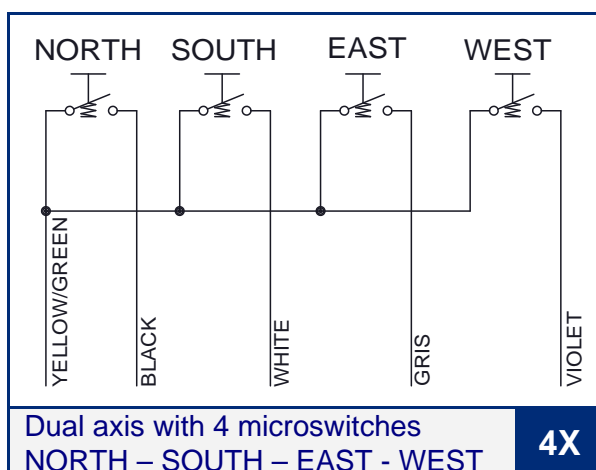 NORTH SOUTH EAST WEST
YELLOW/GREEN BLACK WHITE GRIS VIOLET
Dual axis with 4 microswitches
NORTH – SOUTH – EAST - WEST
4X